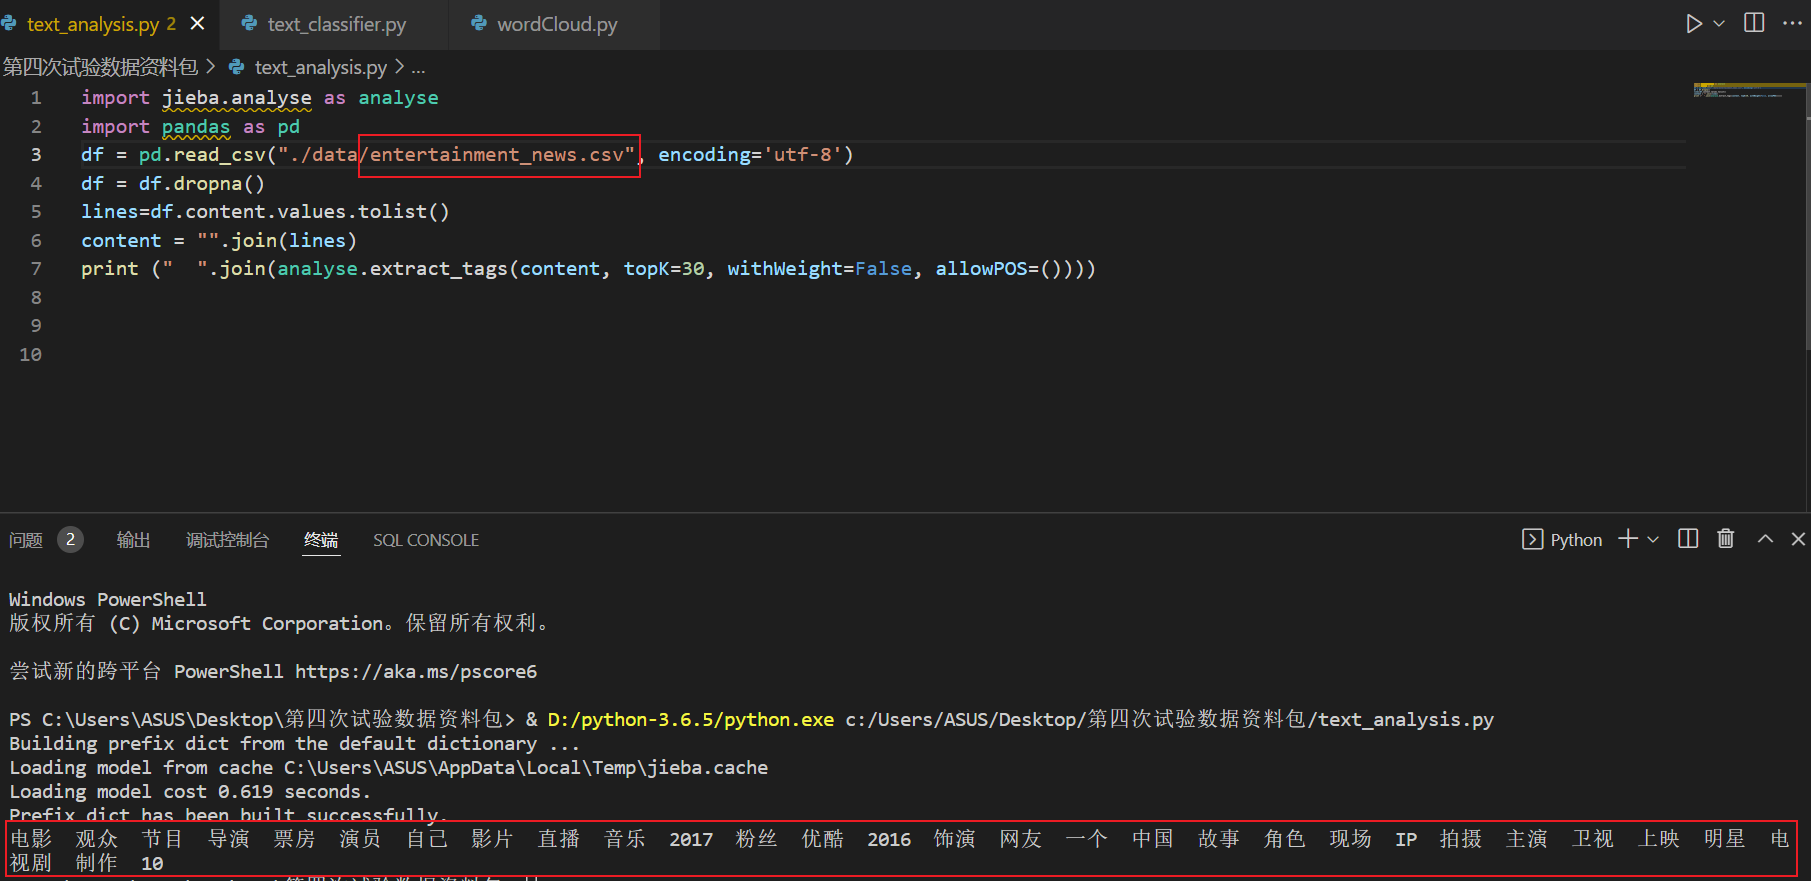 text_analysis.py 2 text_classifier.py wordCloud.py
第四次试验数据资料包 > text_analysis.py > ...
1 import jieba.analyse as analyse
2 import pandas as pd
3 df = pd.read_csv("./data/entertainment_news.csv", encoding='utf-8')
4 df = df.dropna()
5 lines=df.content.values.tolist()
6 content = "".join(lines)
7 print ("  ".join(analyse.extract_tags(content, topK=30, withWeight=False, allowPOS=())))
8
9
10
问题 2 输出 调试控制台 终端 SQL CONSOLE Python
Windows PowerShell
版权所有 (C) Microsoft Corporation。保留所有权利。
尝试新的跨平台 PowerShell https://aka.ms/pscore6
PS C:\Users\ASUS\Desktop\第四次试验数据资料包> & D:/python-3.6.5/python.exe c:/Users/ASUS/Desktop/第四次试验数据资料包/text_analysis.py
Building prefix dict from the default dictionary ...
Loading model from cache C:\Users\ASUS\AppData\Local\Temp\jieba.cache
Loading model cost 0.619 seconds.
Prefix dict has been built successfully.
电影 观众 节目 导演 票房 演员 自己 影片 直播 音乐 2017 粉丝 优酷 2016 饰演 网友 一个 中国 故事 角色 现场 IP 拍摄 主演 卫视 上映 明星 电
视剧 制作 10